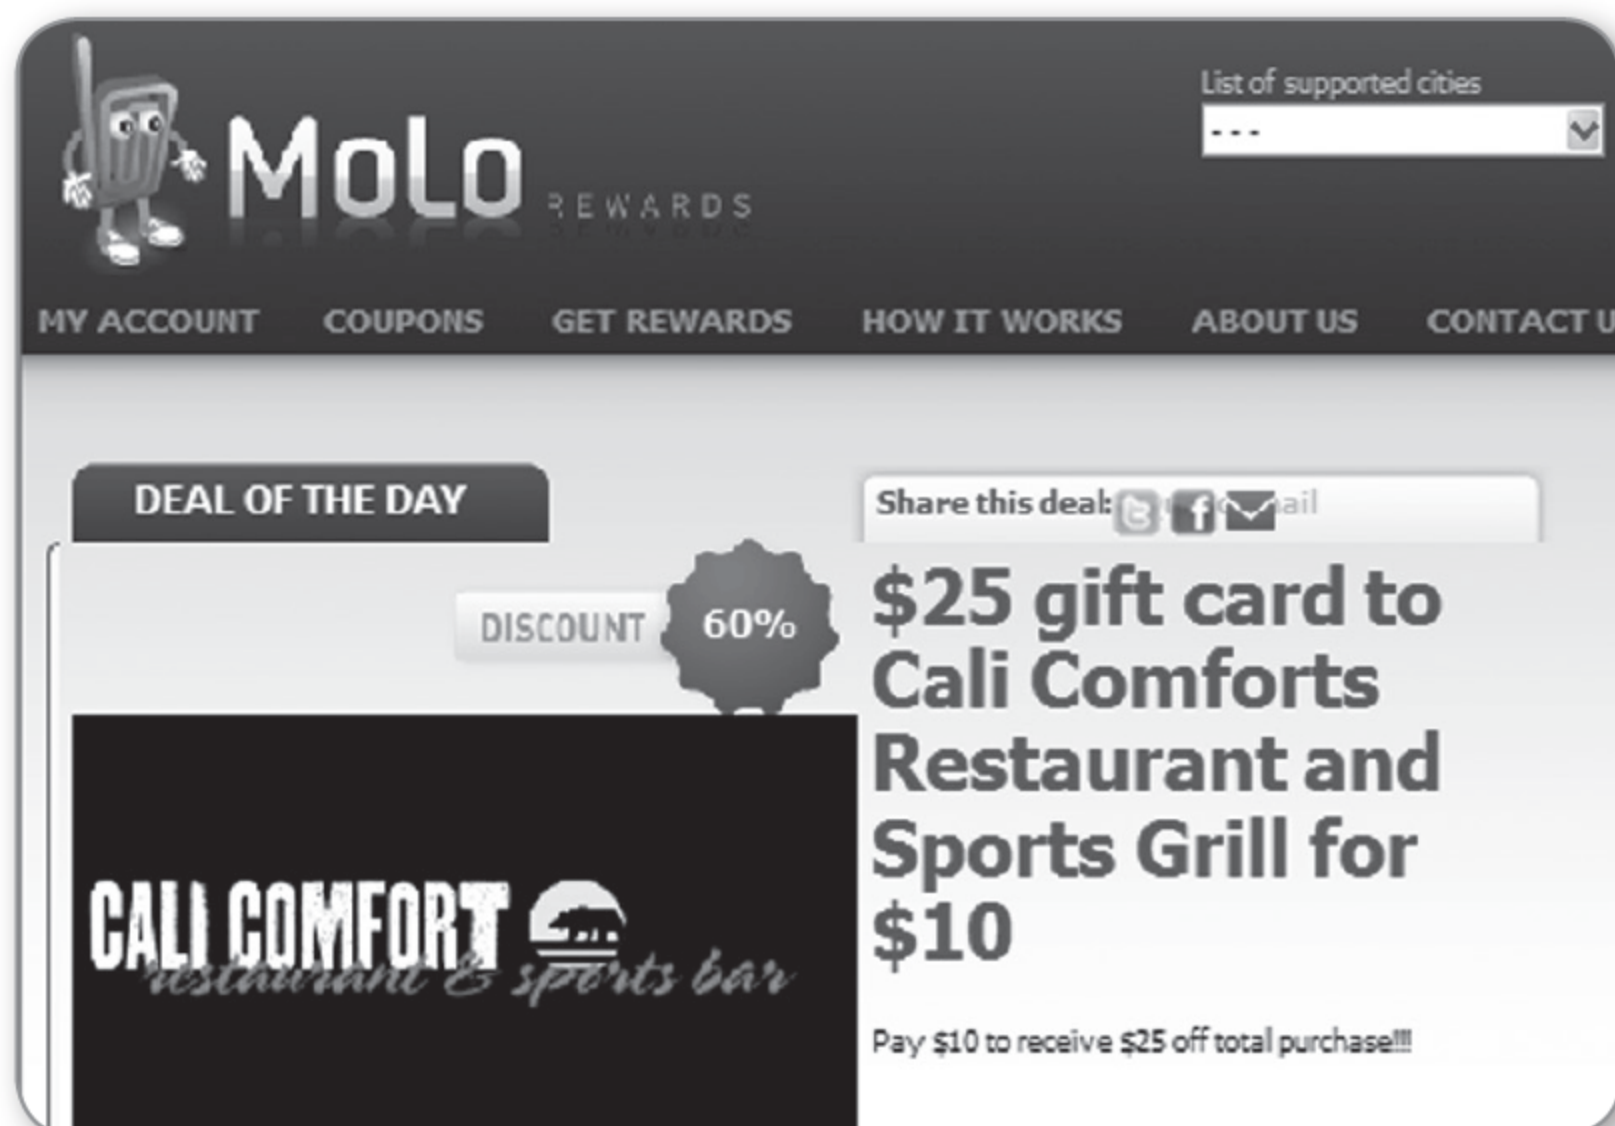 List of supported cities
- - -
MoLo REWARDS
MY ACCOUNT COUPONS GET REWARDS HOW IT WORKS ABOUT US CONTACT U
DEAL OF THE DAY
Share this deal:
DISCOUNT 60%
$25 gift card to
Cali Comforts
Restaurant and
Sports Grill for
$10
CALI COMFORT
restaurant & sports bar
Pay $10 to receive $25 off total purchase!!!!